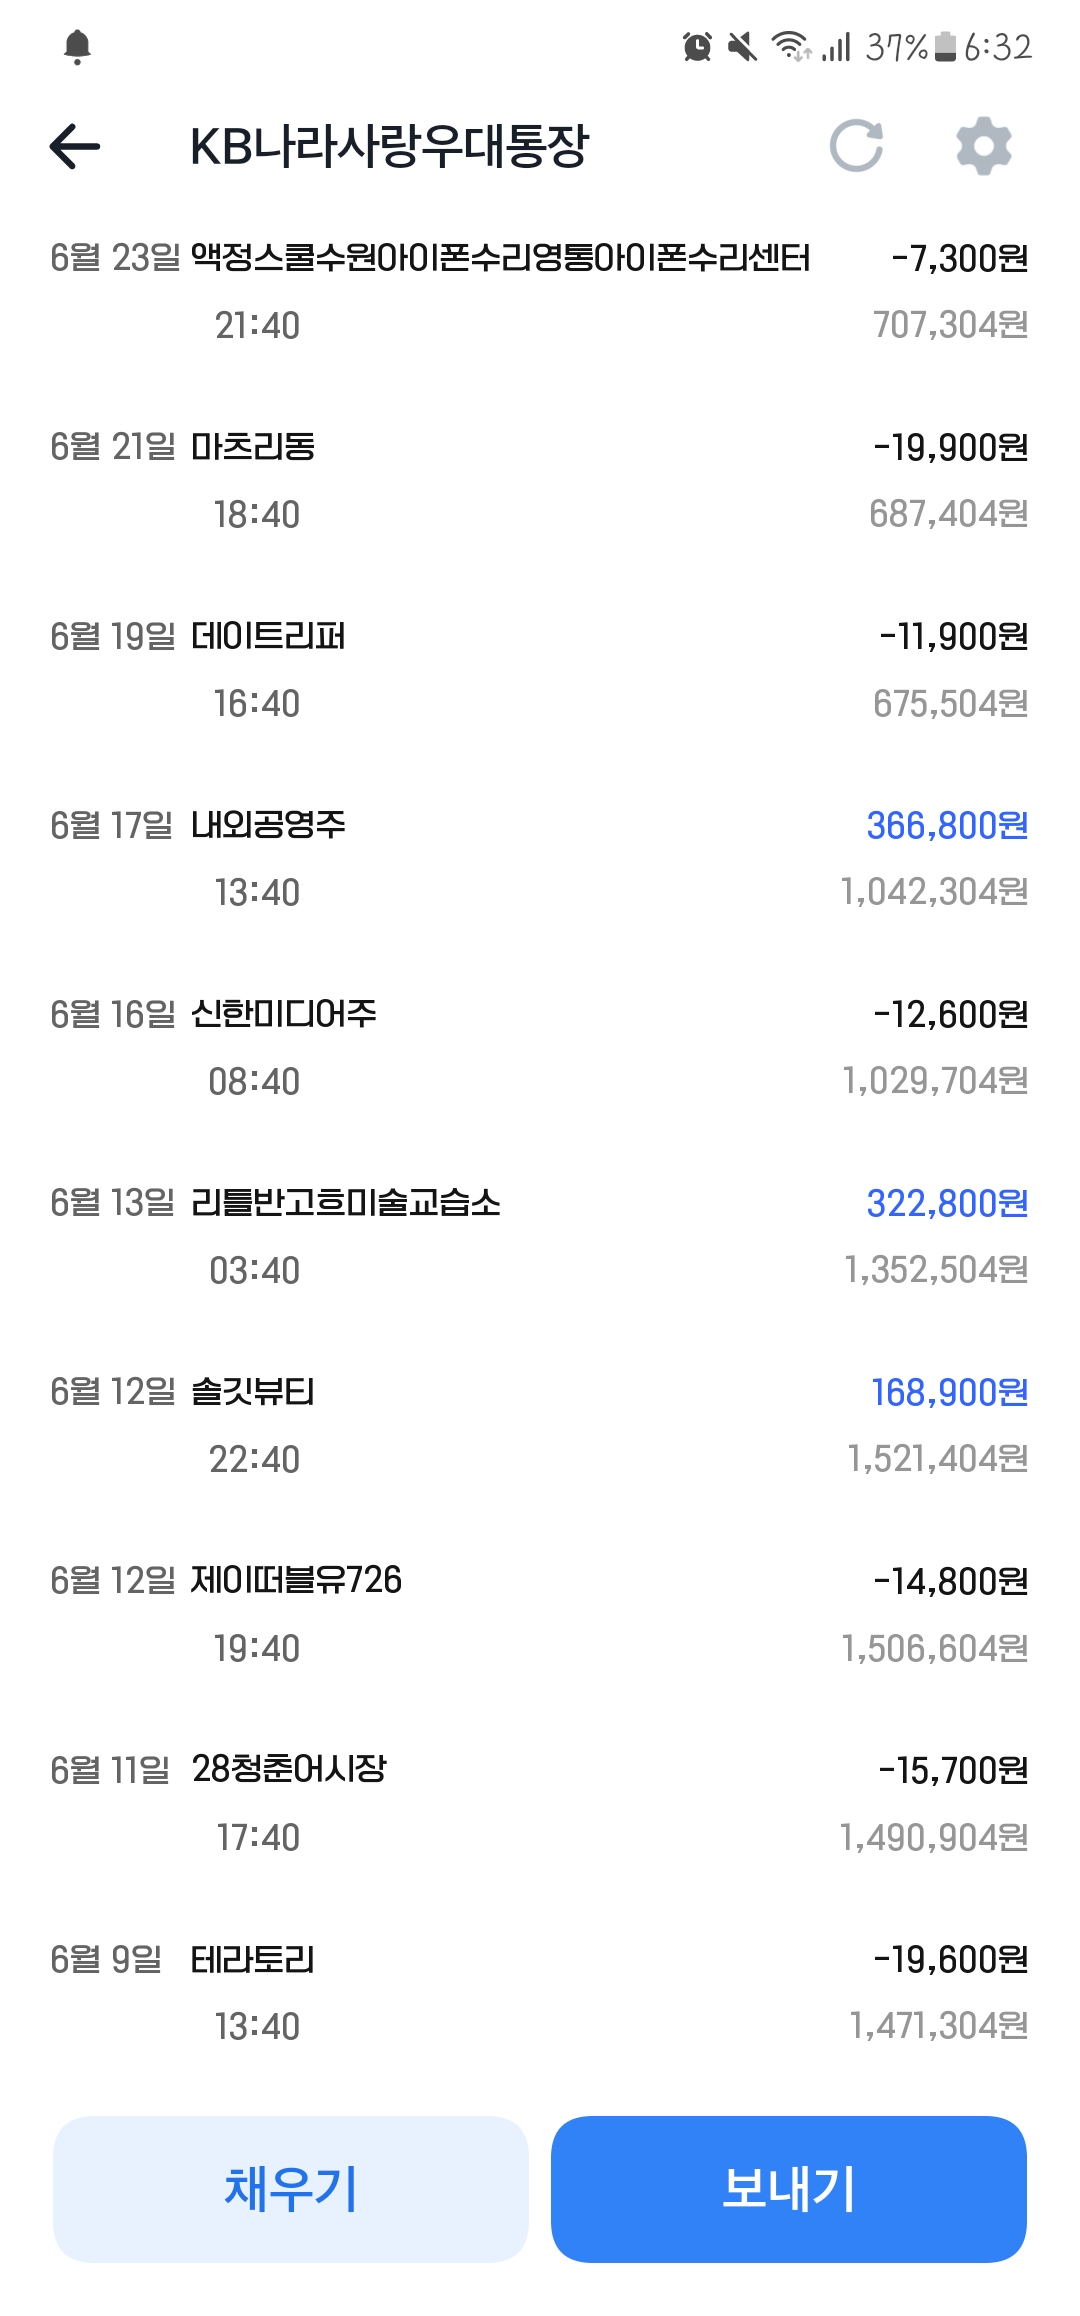 37% 6:32
KB나라사랑우대통장
6월 23일 액정스쿨수원아이폰수리영통아이폰수리센터 -7,300원
21:40 707,304원
6월 21일 마츠리동 -19,900원
18:40 687,404원
6월 19일 데이트리퍼 -11,900원
16:40 675,504원
6월 17일 내외공영주 366,800원
13:40 1,042,304원
6월 16일 신한미디어주 -12,600원
08:40 1,029,704원
6월 13일 리틀반고흐미술교습소 322,800원
03:40 1,352,504원
6월 12일 솔깃뷰티 168,900원
22:40 1,521,404원
6월 12일 제이떠블유726 -14,800원
19:40 1,506,604원
6월 11일 28청춘어시장 -15,700원
17:40 1,490,904원
6월 9일 테라토리 -19,600원
13:40 1,471,304원
채우기 보내기